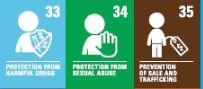 33
PROTECTION FROM
HARMFUL DRUGS
34
PROTECTION FROM
SEXUAL ABUSE
35
PREVENTION
OF SALE AND
TRAFFICKING